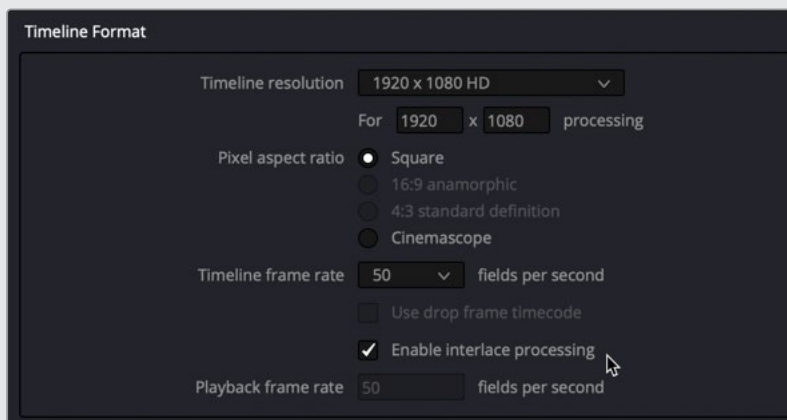 Timeline Format
Timeline resolution 1920 x 1080 HD
For 1920 x 1080 processing
Pixel aspect ratio Square
16:9 anamorphic
4:3 standard definition
Cinemascope
Timeline frame rate 50 fields per second
Use drop frame timecode
Enable interlace processing
Playback frame rate 50 fields per second